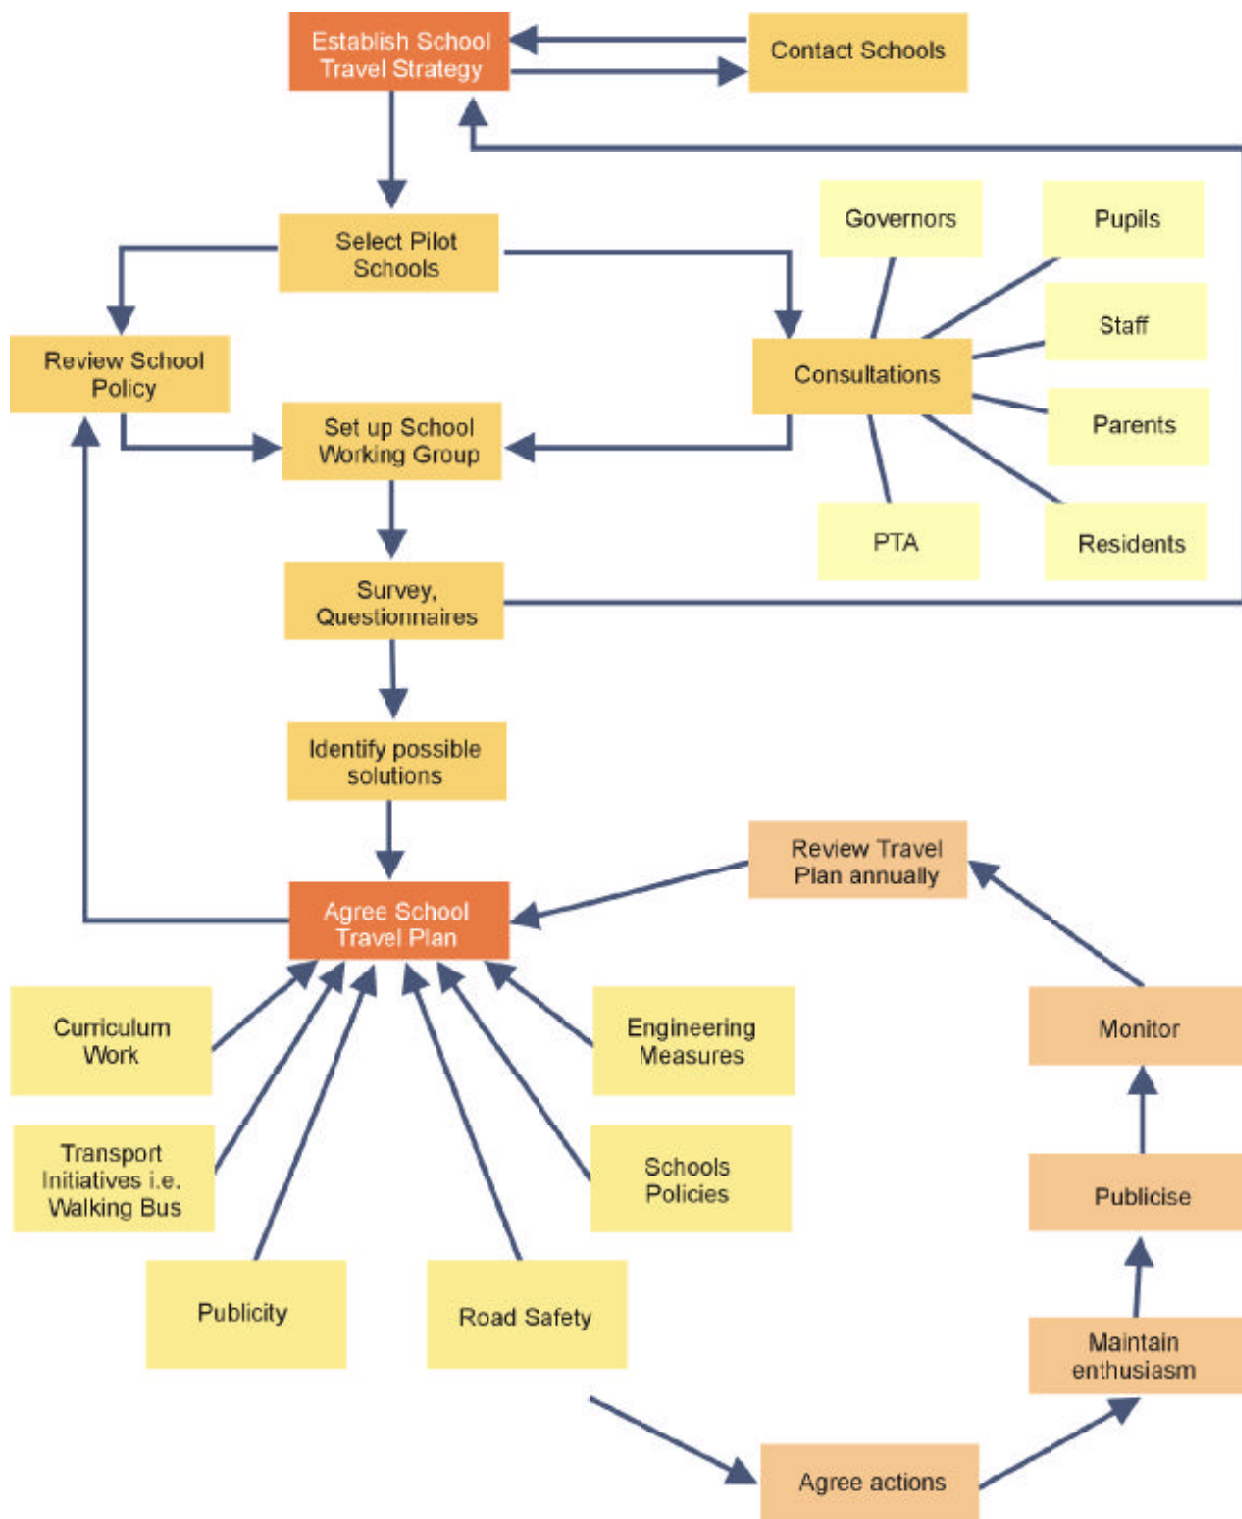 Establish School
Travel Strategy
Contact Schools
Select Pilot
Schools
Governors
Pupils
Staff
Review School
Policy
Consultations
Set up School
Working Group
Parents
PTA
Residents
Survey,
Questionnaires
Identify possible
solutions
Review Travel
Plan annually
Agree School
Travel Plan
Curriculum
Work
Engineering
Measures
Monitor
Transport
Initiatives i.e.
Walking Bus
Schools
Policies
Publicise
Publicity
Road Safety
Maintain
enthusiasm
Agree actions